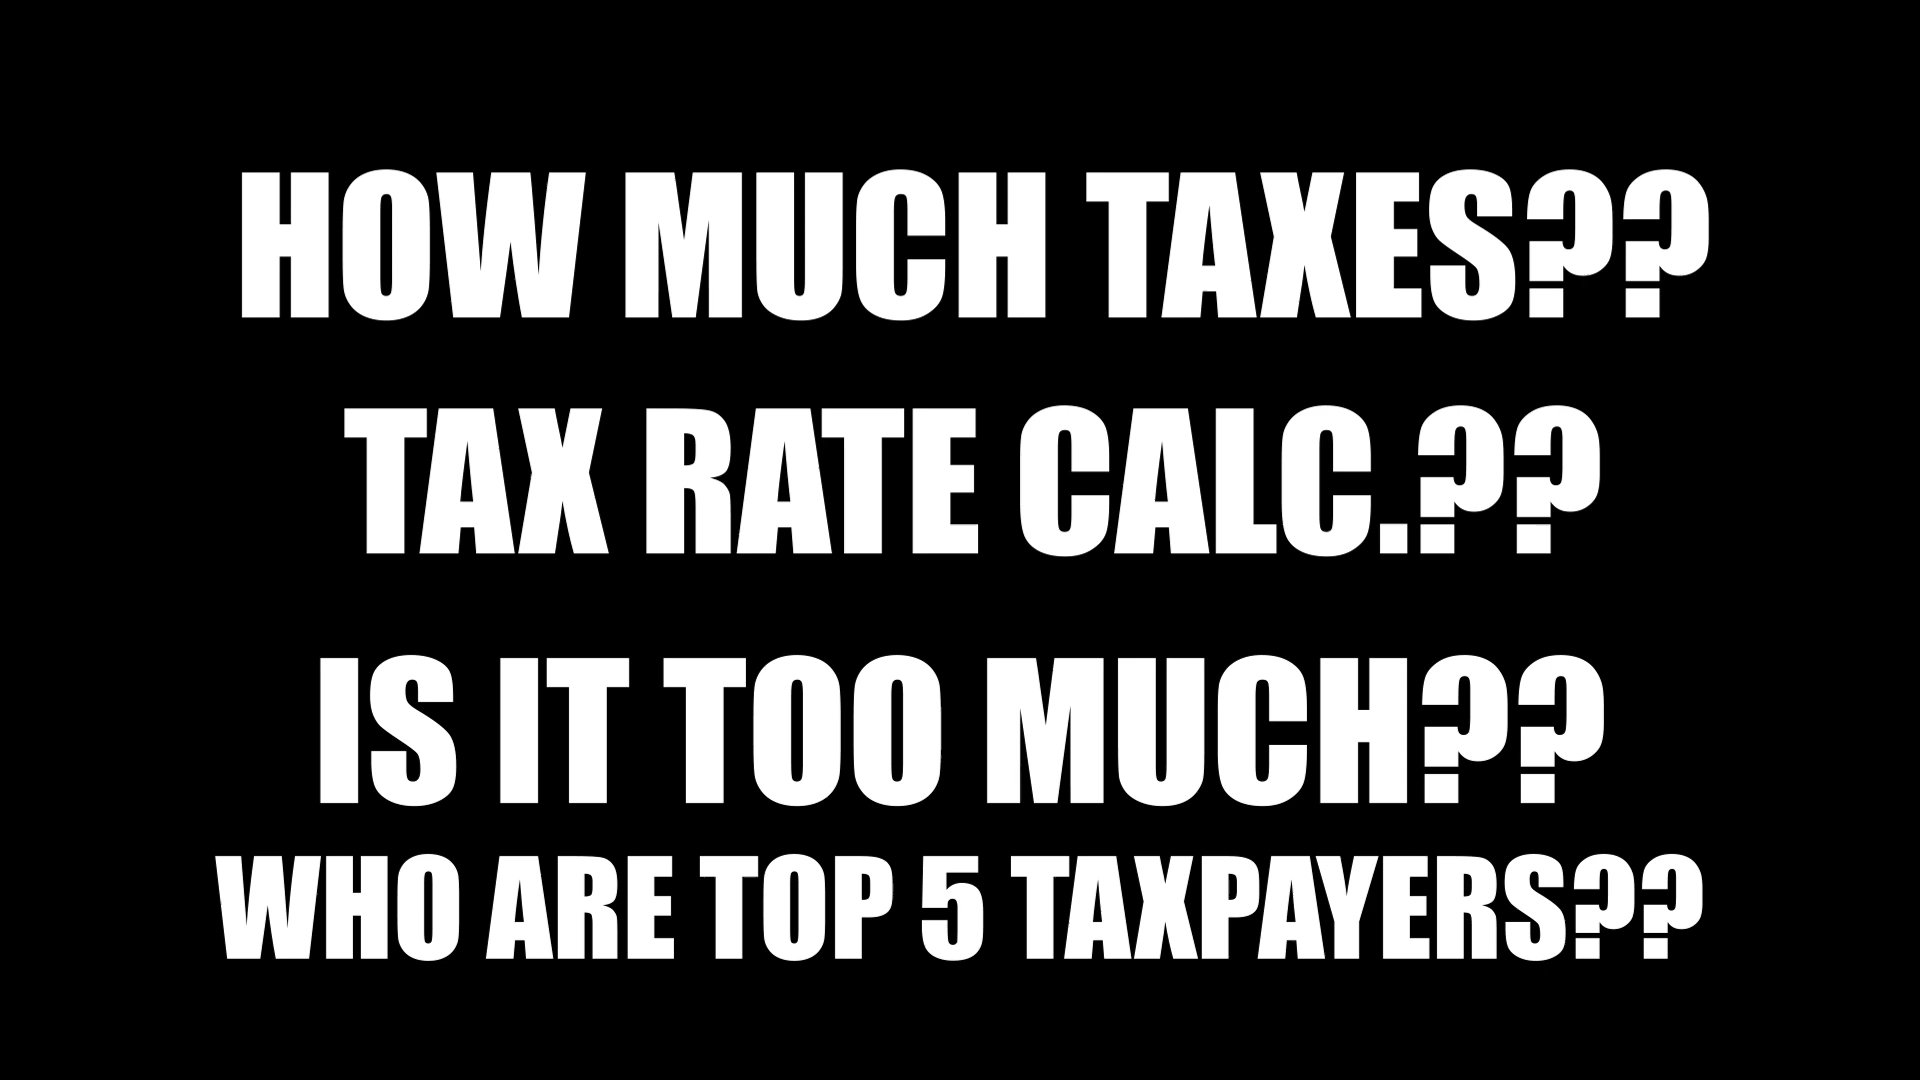 HOW MUCH TAXES??
TAX RATE CALC.??
IS IT TOO MUCH??
WHO ARE TOP 5 TAXPAYERS??